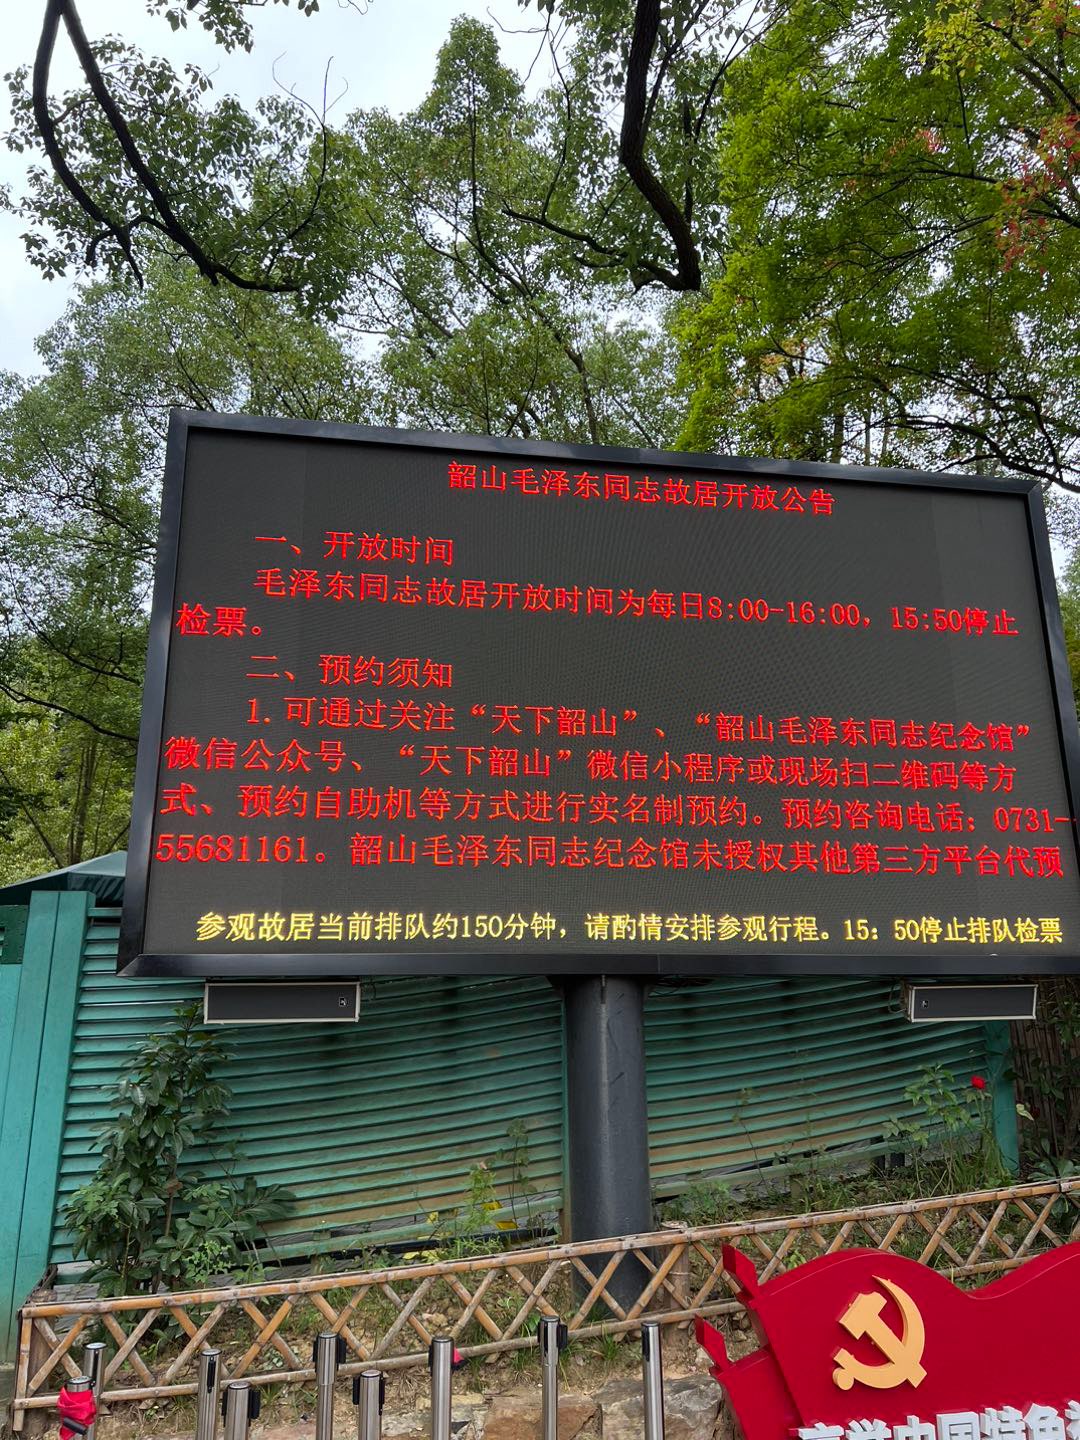 韶山毛泽东同志故居开放公告
一、开放时间
毛泽东同志故居开放时间为每日8:00-16:00，15:50停止
检票。
二、预约须知
1.可通过关注“天下韶山”、“韶山毛泽东同志纪念馆”
微信公众号、“天下韶山”微信小程序或现场扫二维码等方
式、预约自助机等方式进行实名制预约。预约咨询电话：0731-
55681161。韶山毛泽东同志纪念馆未授权其他第三方平台代预
参观故居当前排队约150分钟，请酌情安排参观行程。15：50停止排队检票
高举中国特色